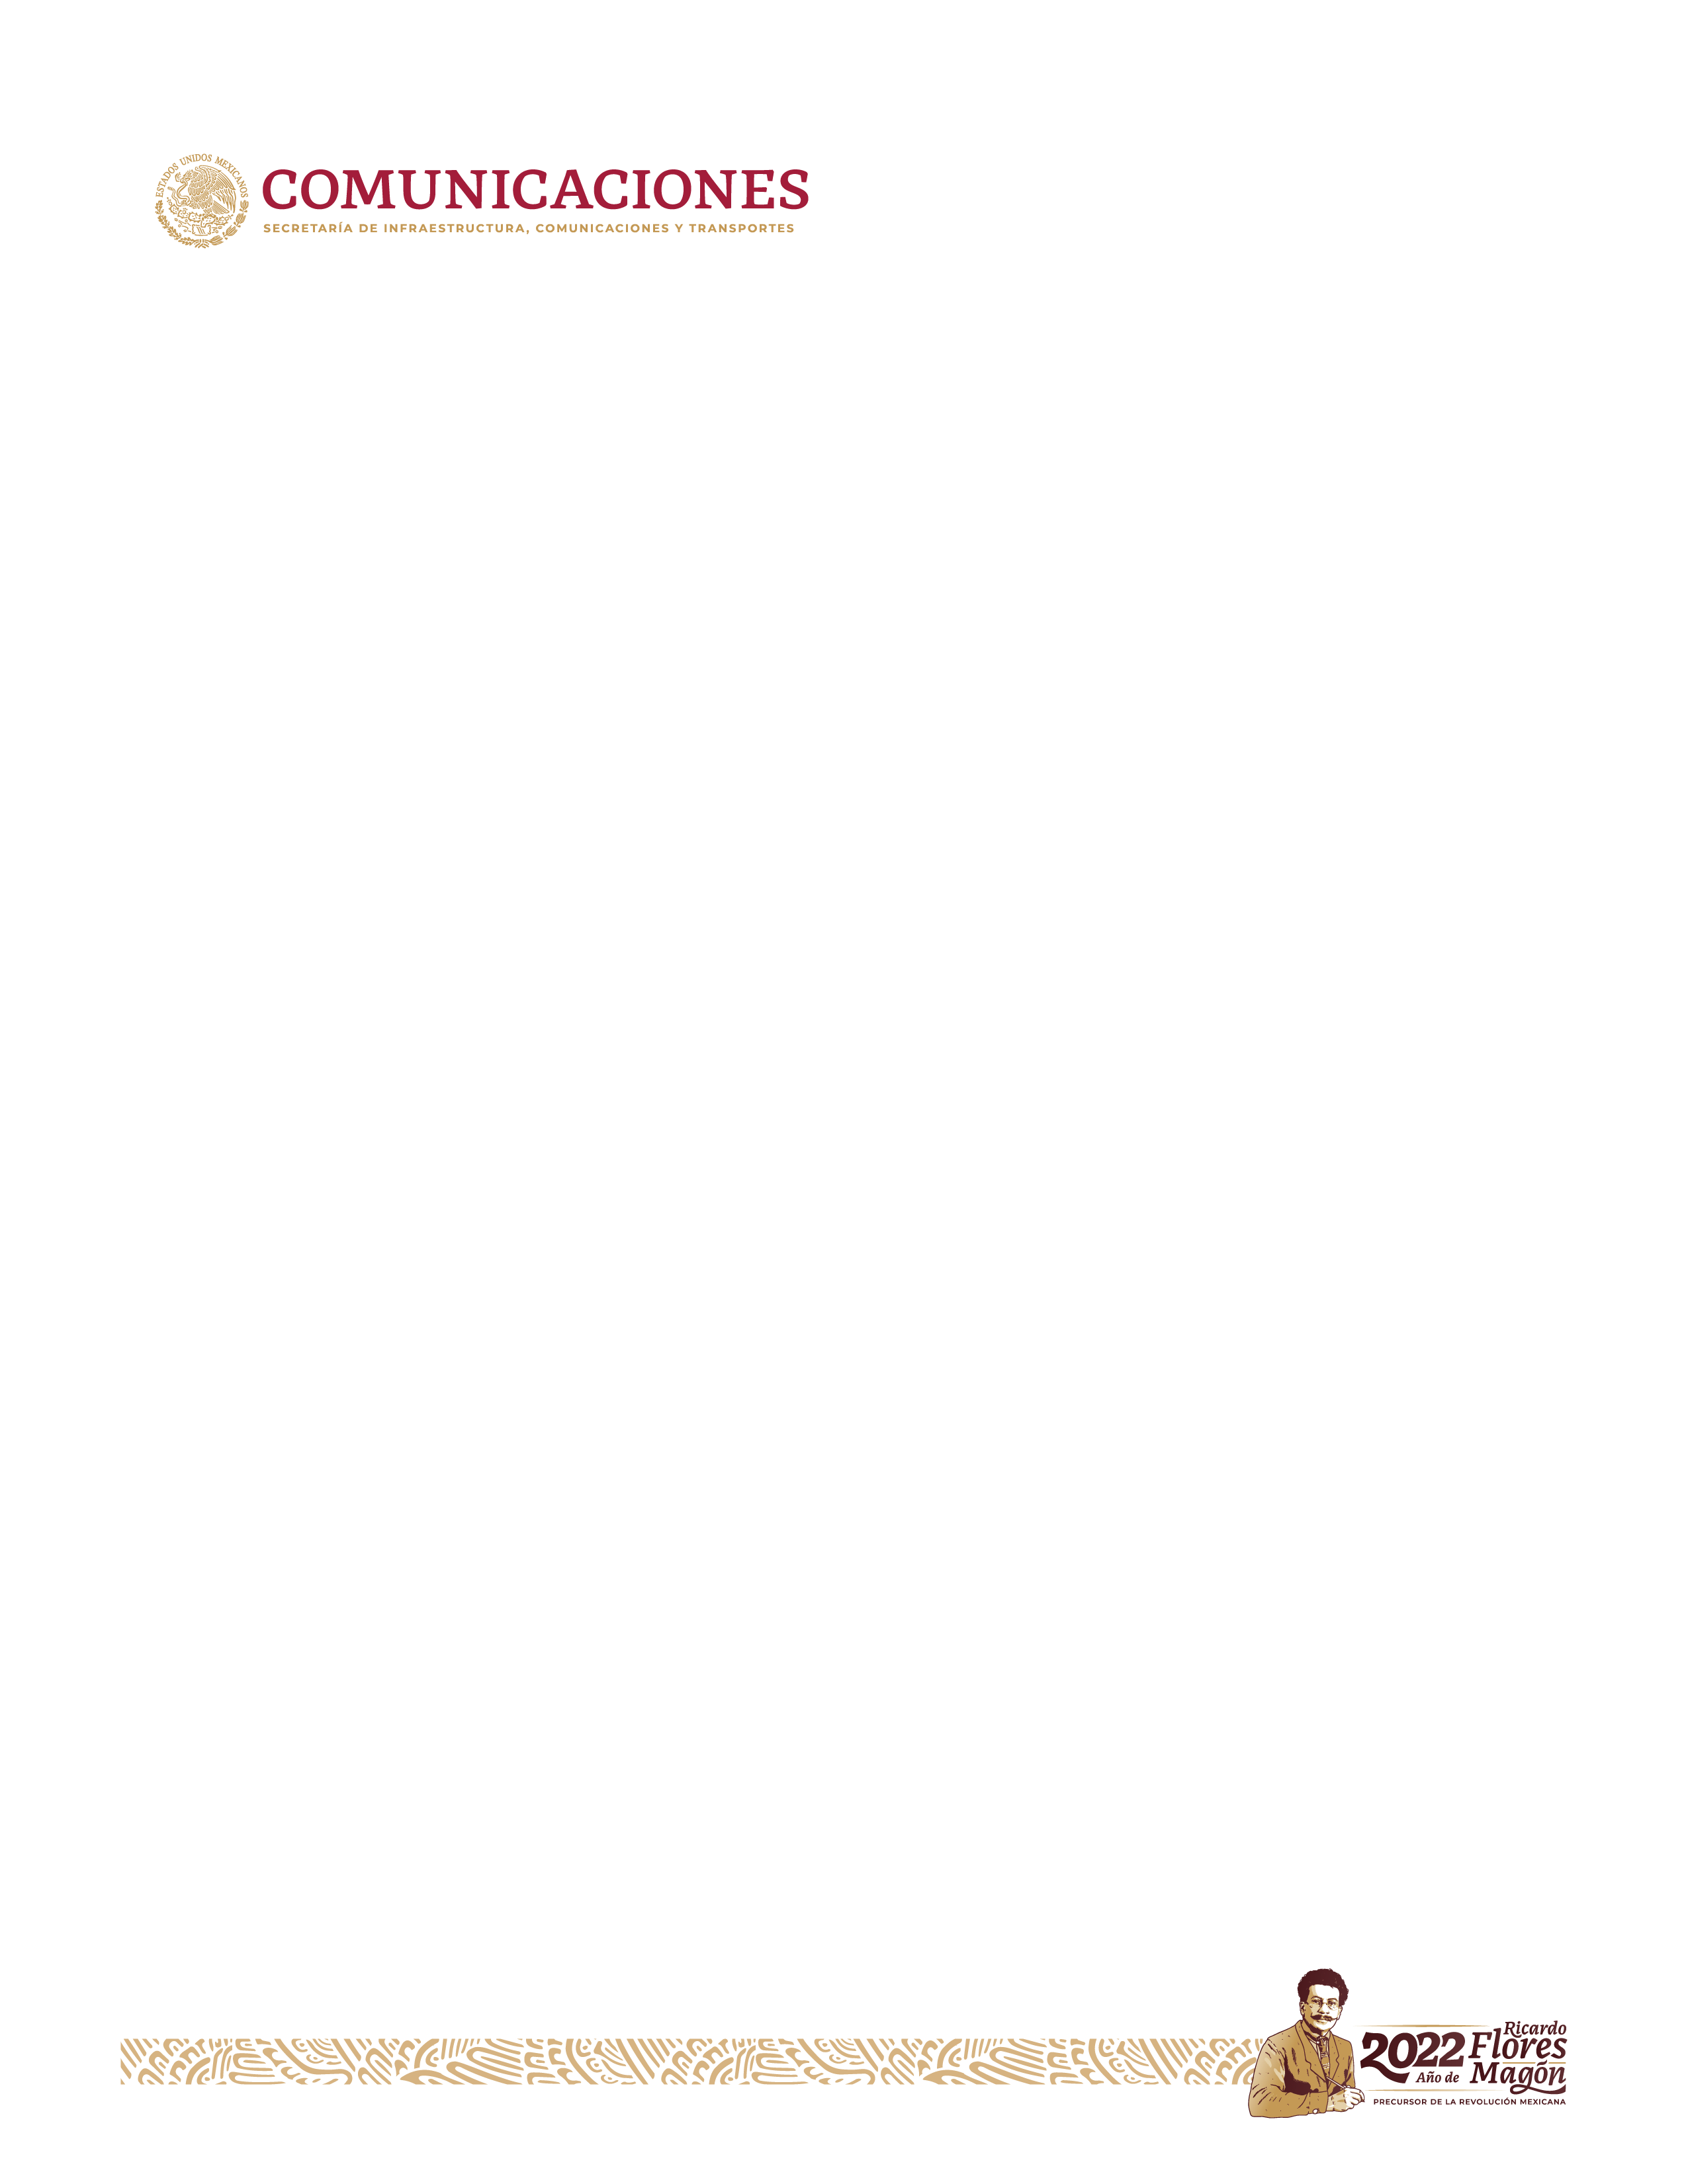 ESTADOS UNIDOS MEXICANOS
COMUNICACIONES
SECRETARÍA DE INFRAESTRUCTURA, COMUNICACIONES Y TRANSPORTES
2022 Ricardo
Flores
Año de Magón
PRECURSOR DE LA REVOLUCIÓN MEXICANA